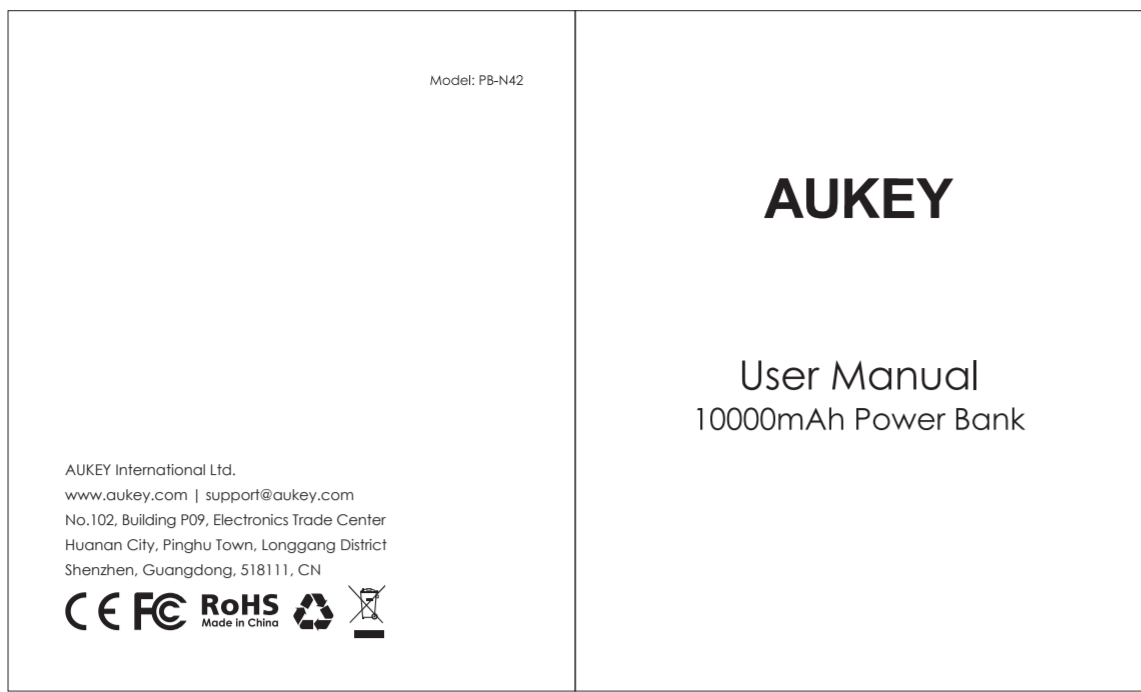 Model: PB-N42
AUKEY International Ltd.
www.aukey.com | support@aukey.com
No.102, Building P09, Electronics Trade Center
Huanan City, Pinghu Town, Longgang District
Shenzhen, Guangdong, 518111, CN
CE FC RoHS
Made in China
AUKEY
User Manual
10000mAh Power Bank